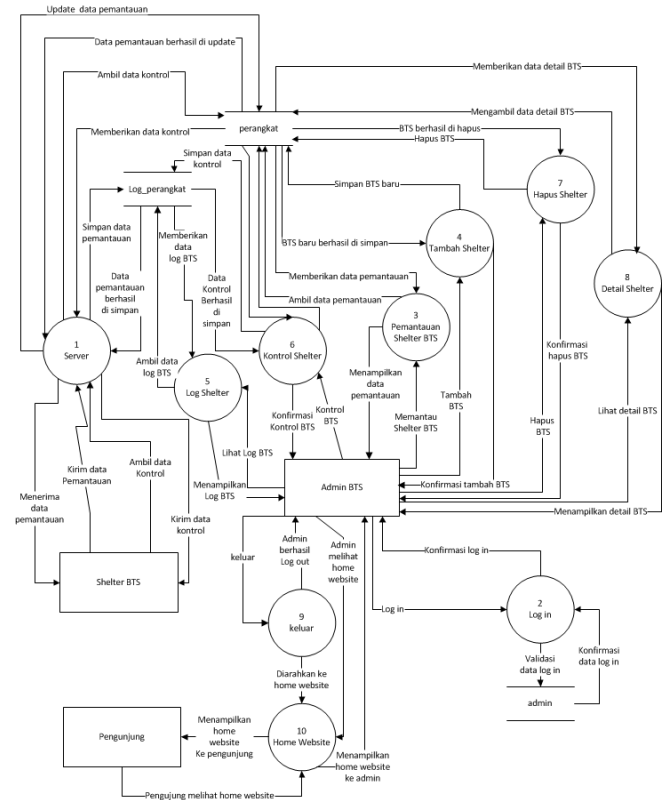 Update data pemantauan
Data pemantauan berhasil di update
Memberikan data detail BTS
Ambil data kontrol
Mengambil data detail BTS
Memberikan data kontrol
perangkat
BTS berhasil di hapus
Hapus BTS
Simpan data
kontrol
7
Hapus Shelter
Log_perangkat
Simpan BTS baru
Simpan data
pemantauan
Memberikan
data
log BTS
4
Tambah Shelter
BTS baru berhasil di simpan
8
Detail Shelter
Data
pemantauan
berhasil
di simpan
Data
Kontrol
Berhasil
di
simpan
Memberikan data pemantauan
Ambil data pemantauan
3
Pemantauan
Shelter BTS
1
Server
6
Kontrol Shelter
Konfirmasi
hapus BTS
Ambil data
log BTS
5
Log Shelter
Menampilkan
data
pemantauan
Tambah
BTS
Konfirmasi
Kontrol BTS
Kontrol
BTS
Memantau
Shelter BTS
Hapus
BTS
Lihat detail BTS
Lihat Log BTS
Kirim data
Pemantauan
Ambil data
Kontrol
Menampilkan
Log BTS
Admin BTS
Konfirmasi tambah BTS
Menerima
data
pemantauan
Kirim data
kontrol
Menampilkan detail BTS
keluar
Admin
berhasil
Log out
Admin
melihat
home
website
Konfirmasi log in
Shelter BTS
Log in
2
Log in
9
keluar
Validasi
data log in
Konfirmasi
data log in
Diarahkan ke
home website
admin
Pengunjung
Menampilkan
home
website
Ke pengunjung
10
Home Website
Menampilkan
home website
ke admin
Pengujung melihat home website